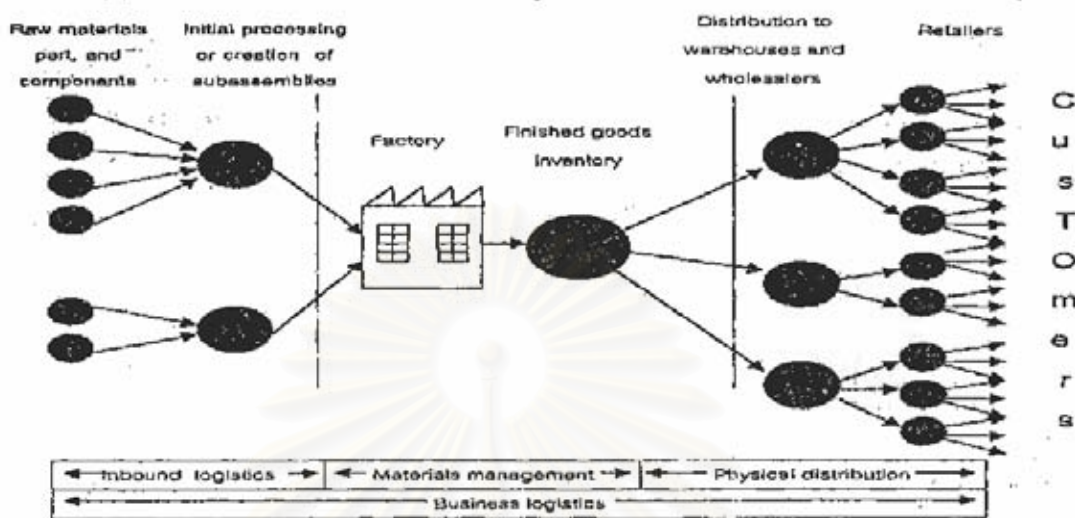 Raw materials
part, and
components
Initial processing
or creation of
subassemblies
Factory
Finished goods
inventory
Distribution to
warehouses and
wholesalers
Retailers
C
u
s
T
O
m
e
r
s
Inbound logistics
Materials management
Physical distribution
Business logistics